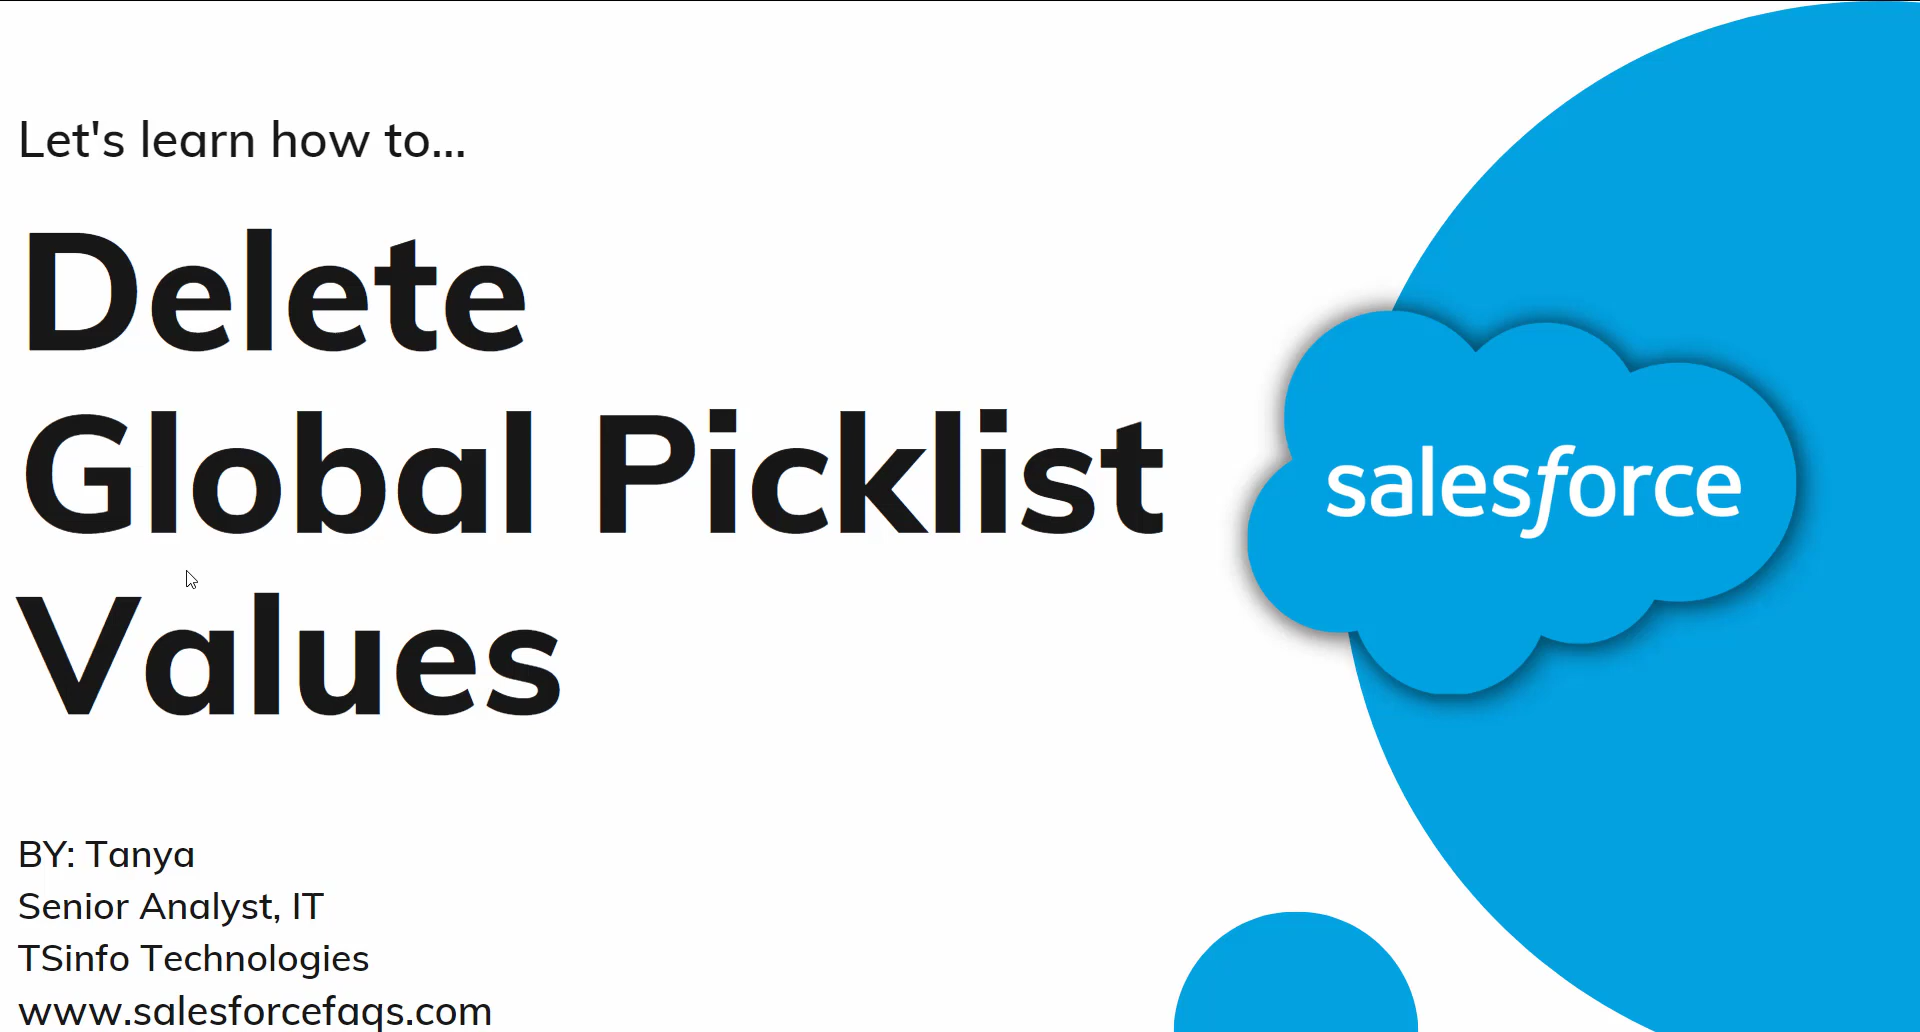 Let's learn how to...
Delete
Global Picklist
Values
salesforce
BY: Tanya
Senior Analyst, IT
TSinfo Technologies
www.salesforcefaqs.com